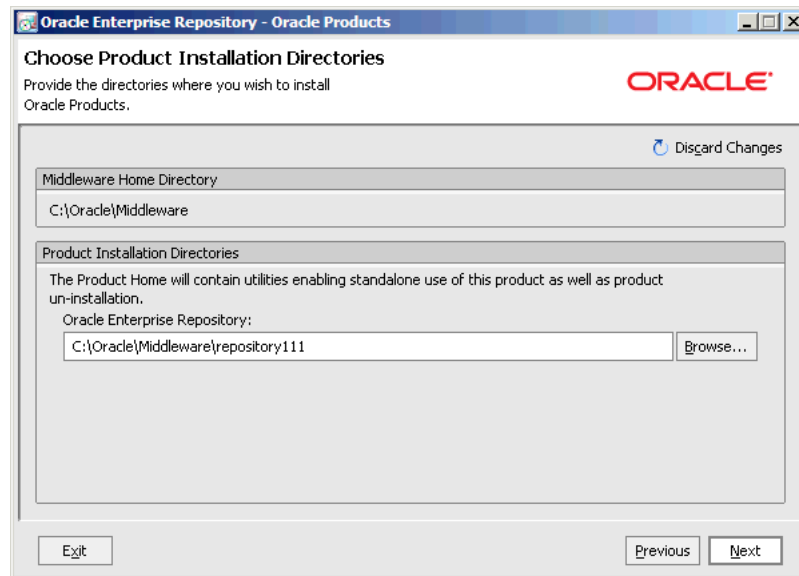 Oracle Enterprise Repository - Oracle Products
Choose Product Installation Directories
Provide the directories where you wish to install
Oracle Products.
ORACLE
Discard Changes
Middleware Home Directory
C:\Oracle\Middleware
Product Installation Directories
The Product Home will contain utilities enabling standalone use of this product as well as product
un-installation.
Oracle Enterprise Repository:
C:\Oracle\Middleware\repository111
Browse...
Exit
Previous
Next